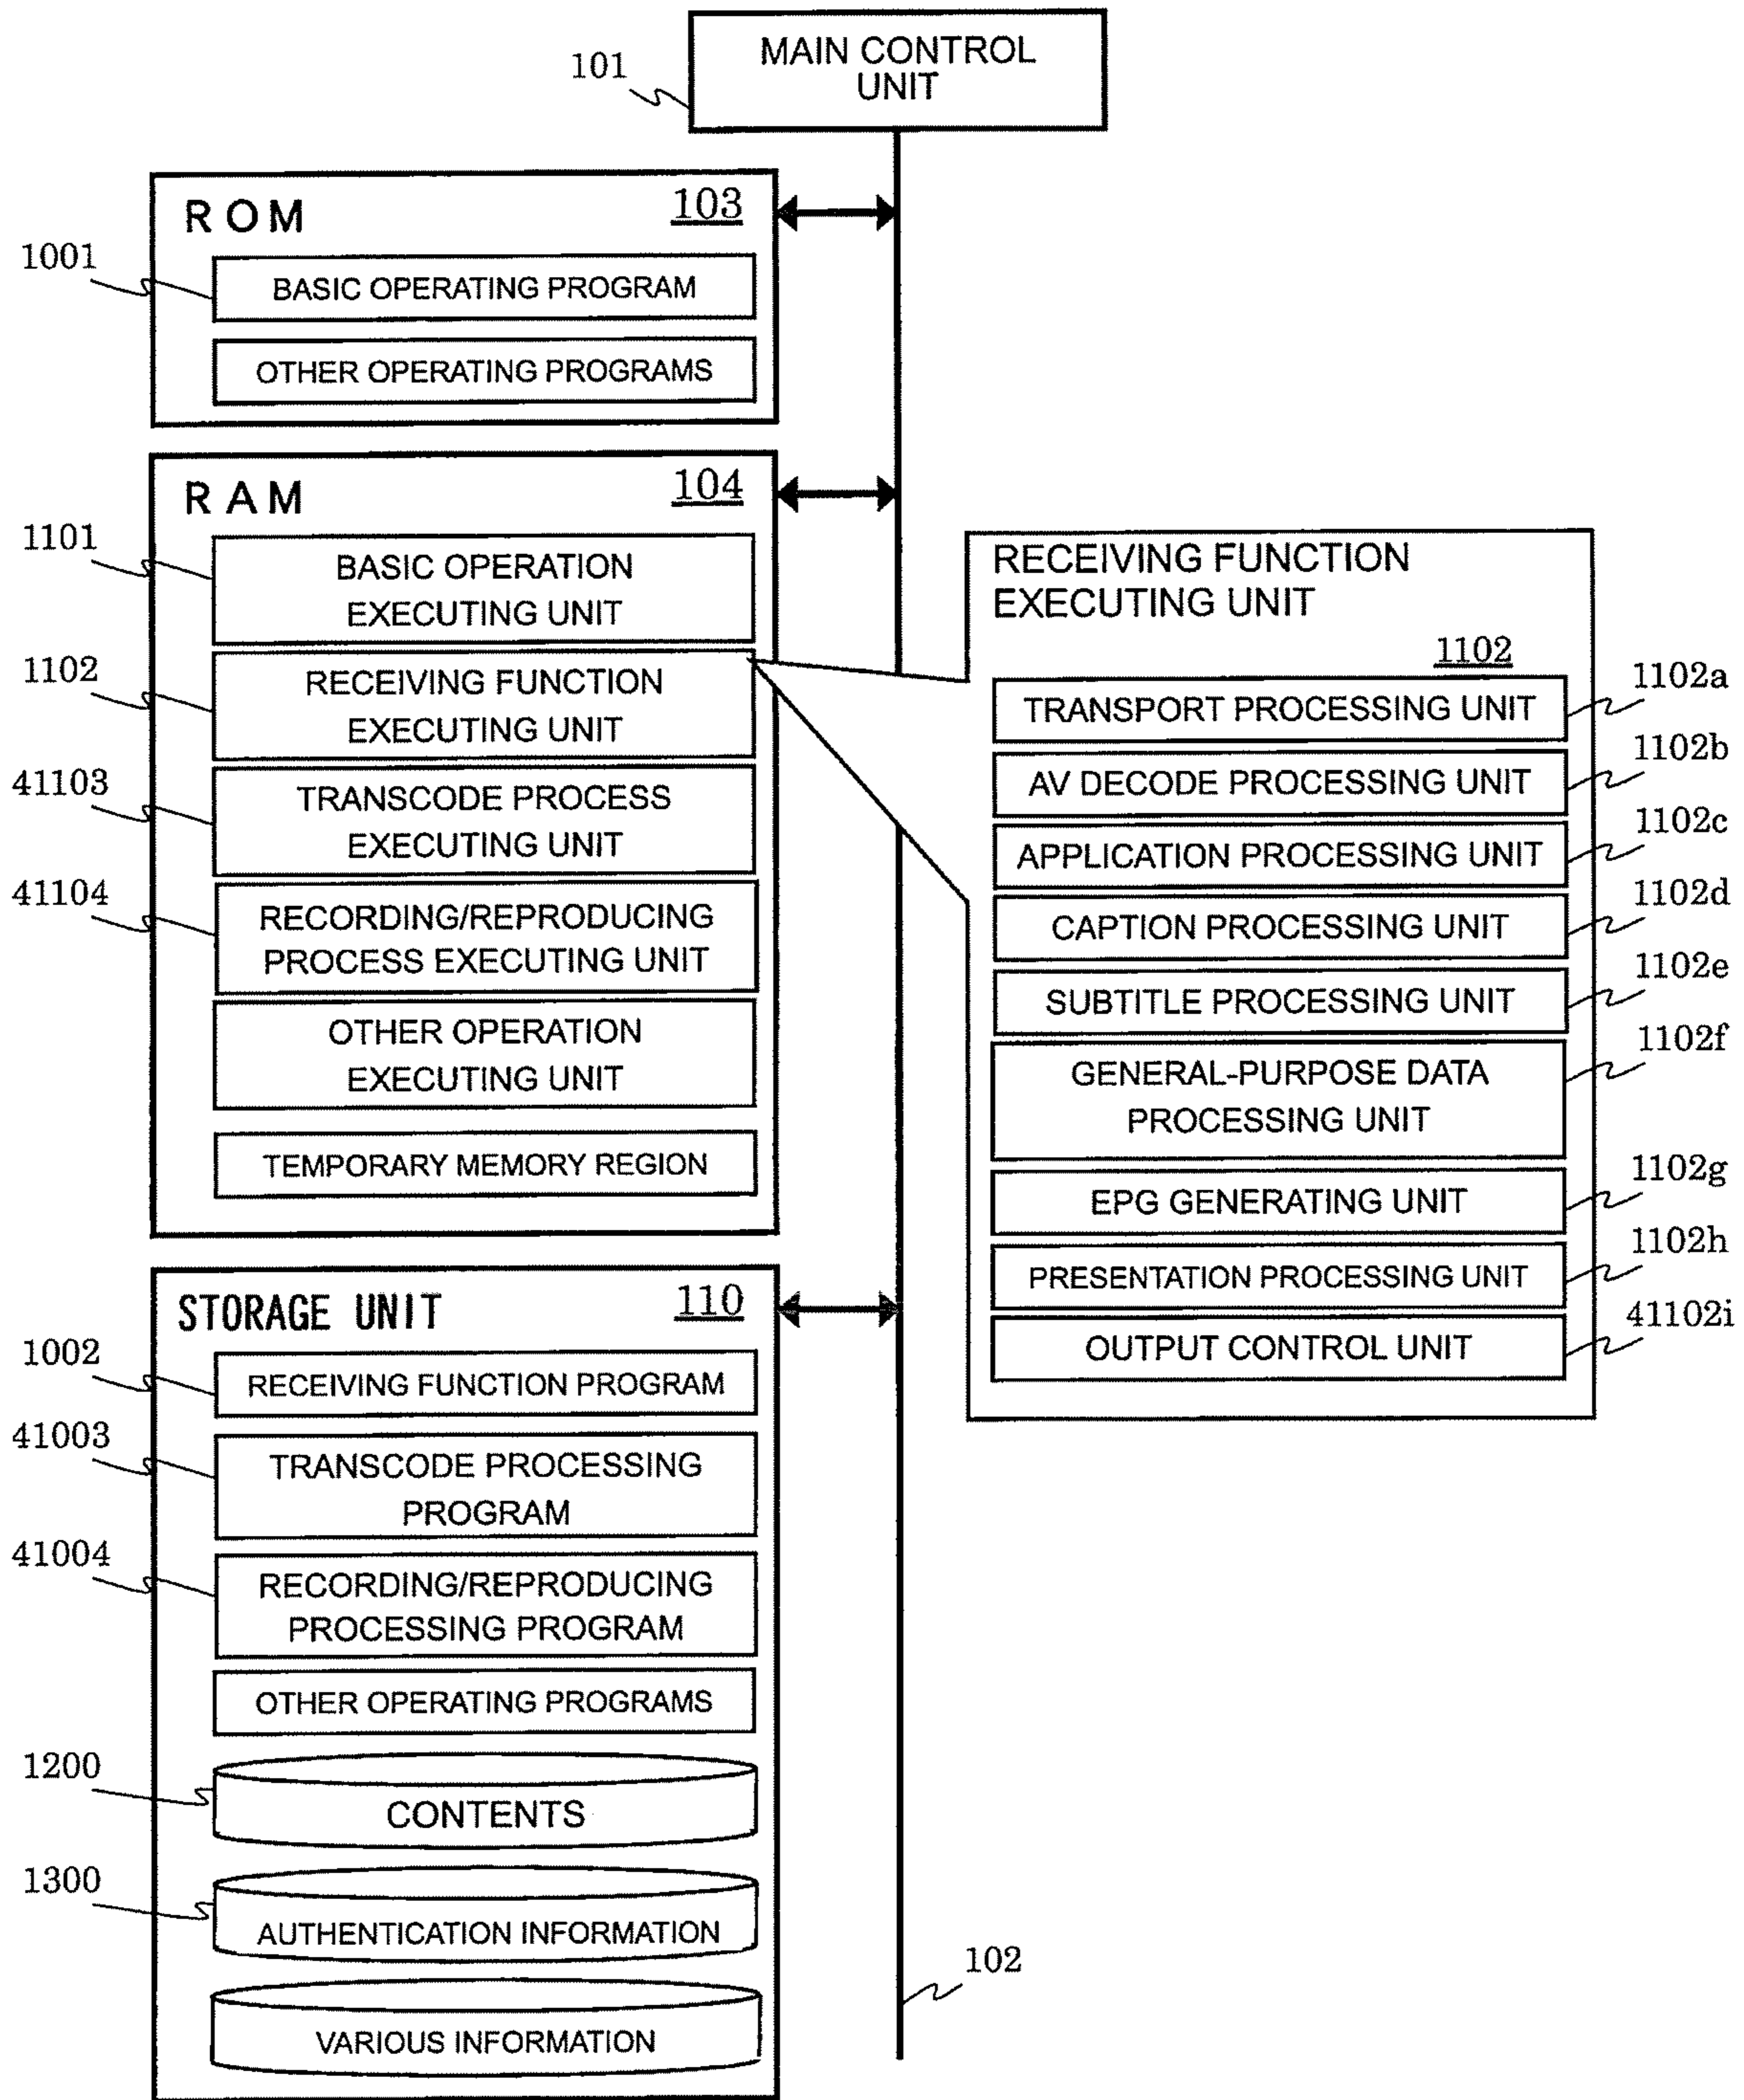 MAIN CONTROL
UNIT
101
ROM
103
1001
BASIC OPERATING PROGRAM
OTHER OPERATING PROGRAMS
RAM
104
1101
BASIC OPERATION
EXECUTING UNIT
1102
RECEIVING FUNCTION
EXECUTING UNIT
41103
TRANSCODE PROCESS
EXECUTING UNIT
41104
RECORDING/REPRODUCING
PROCESS EXECUTING UNIT
OTHER OPERATION
EXECUTING UNIT
TEMPORARY MEMORY REGION
RECEIVING FUNCTION
EXECUTING UNIT
1102
TRANSPORT PROCESSING UNIT
1102a
AV DECODE PROCESSING UNIT
1102b
APPLICATION PROCESSING UNIT
1102c
CAPTION PROCESSING UNIT
1102d
SUBTITLE PROCESSING UNIT
1102e
GENERAL-PURPOSE DATA
PROCESSING UNIT
1102f
EPG GENERATING UNIT
1102g
PRESENTATION PROCESSING UNIT
1102h
OUTPUT CONTROL UNIT
41102i
STORAGE UNIT
110
1002
RECEIVING FUNCTION PROGRAM
41003
TRANSCODE PROCESSING
PROGRAM
41004
RECORDING/REPRODUCING
PROCESSING PROGRAM
OTHER OPERATING PROGRAMS
1200
CONTENTS
1300
AUTHENTICATION INFORMATION
VARIOUS INFORMATION
102